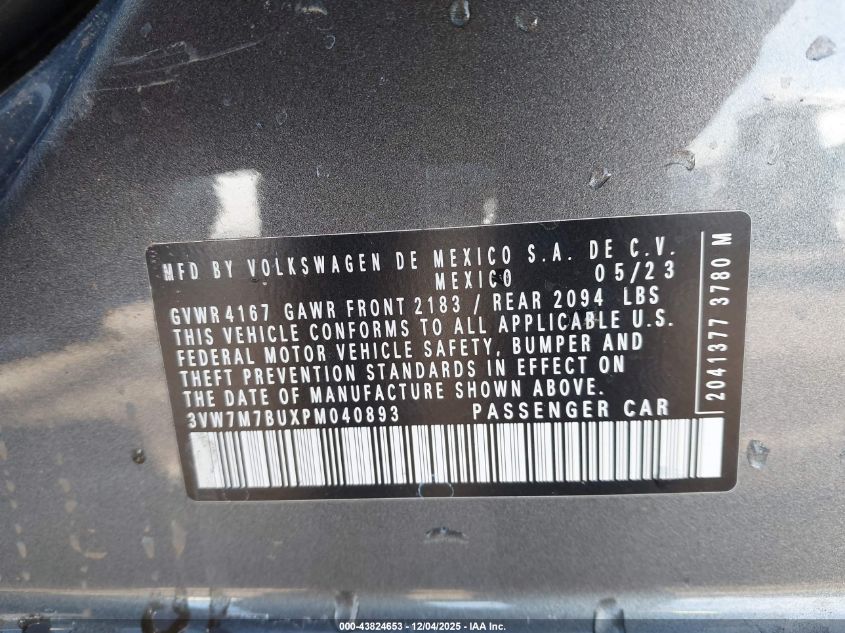 MFD BY VOLKSWAGEN DE MEXICO S.A. DE C.V.
MEXICO 05/23
GVWR 4167 GAWR FRONT 2183 / REAR 2094 LBS
THIS VEHICLE CONFORMS TO ALL APPLICABLE U.S.
FEDERAL MOTOR VEHICLE SAFETY, BUMPER AND
THEFT PREVENTION STANDARDS IN EFFECT ON
THE DATE OF MANUFACTURE SHOWN ABOVE.
3VW7M7BUXPM040893 PASSENGER CAR
2041377 3780 M
000-43824653 - 12/04/2025 - IAA Inc.